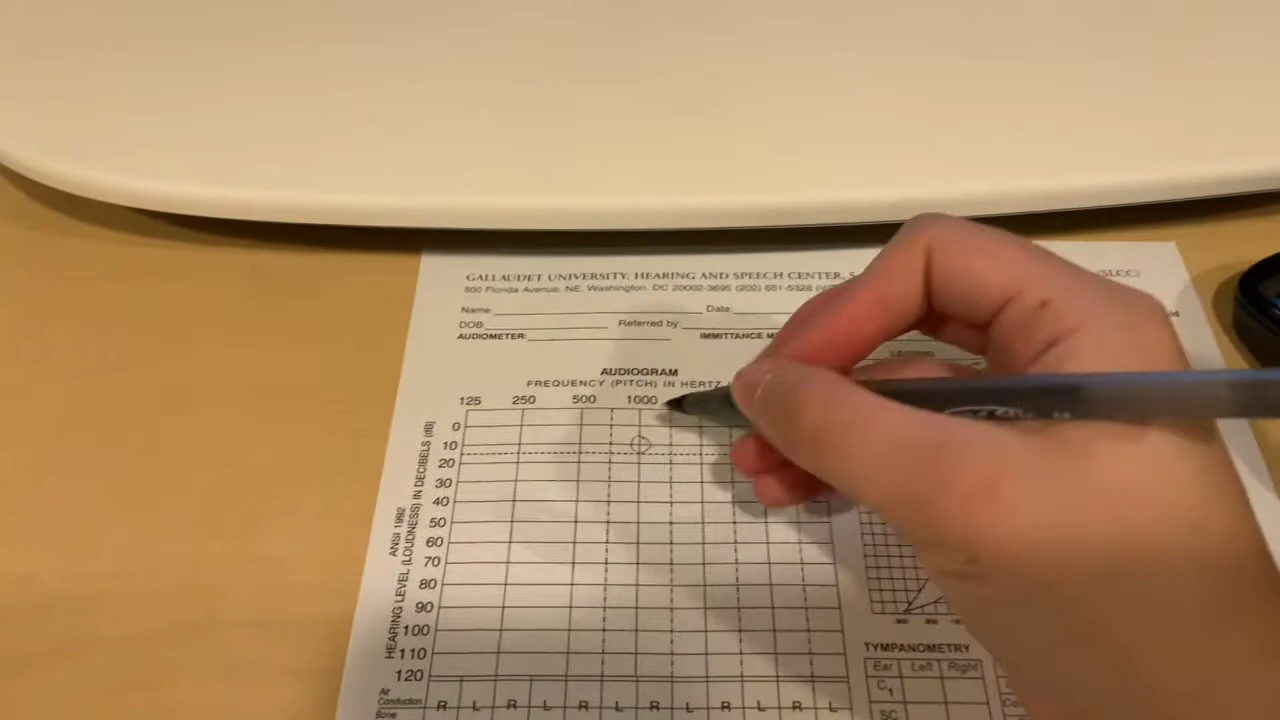 GALLAUDET UNIVERSITY, HEARING AND SPEECH CENTER, (SLCC)
800 Florida Avenue, NE, Washington, DC 20002-3695 (202) 651-5328
Name: Date:
DOB: Referred by:
AUDIOMETER: IMMITTANCE
AUDIOGRAM
FREQUENCY (PITCH) IN HERTZ
125 250 500 1000
HEARING LEVEL (LOUDNESS) IN DECIBELS (dB)
ANSI 1992
0
10
20
30
40
50
60
70
80
90
100
110
120
Air
Conduction
R L R L R L R L R L R L
Bone
TYMPANOMETRY
Ear Left Right
C1
SC